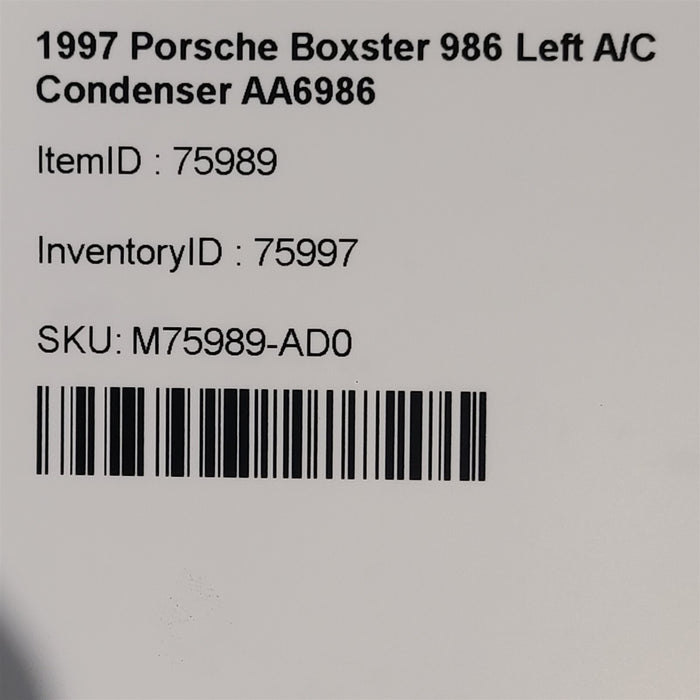 1997 Porsche Boxster 986 Left A/C
Condenser AA6986
ItemID : 75989
InventoryID : 75997
SKU: M75989-AD0